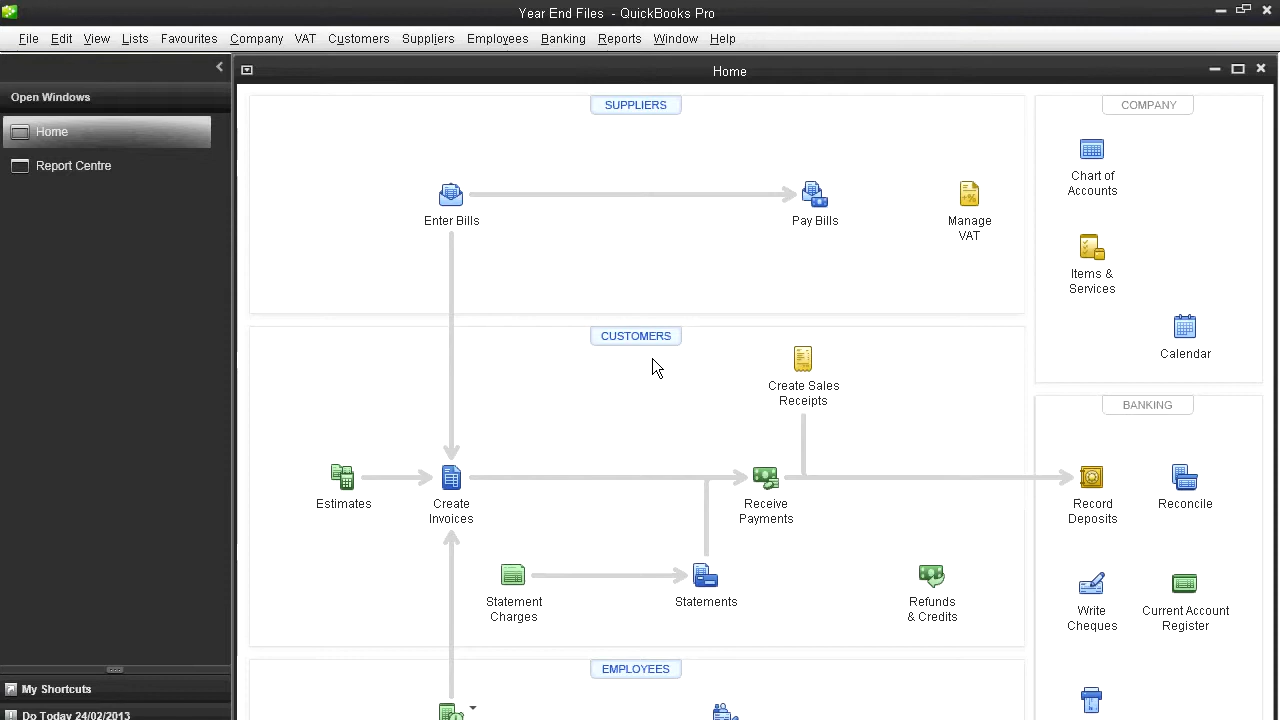 Year End Files - QuickBooks Pro
File Edit View Lists Favourites Company VAT Customers Suppliers Employees Banking Reports Window Help
Open Windows
Home
Report Centre
My Shortcuts
Do Today 24/02/2013
Home
SUPPLIERS
Enter Bills
Pay Bills
Manage
VAT
CUSTOMERS
Create Sales
Receipts
Estimates
Create
Invoices
Receive
Payments
Statement
Charges
Statements
Refunds
& Credits
EMPLOYEES
COMPANY
Chart of
Accounts
Items &
Services
Calendar
BANKING
Record
Deposits
Reconcile
Write
Cheques
Current Account
Register